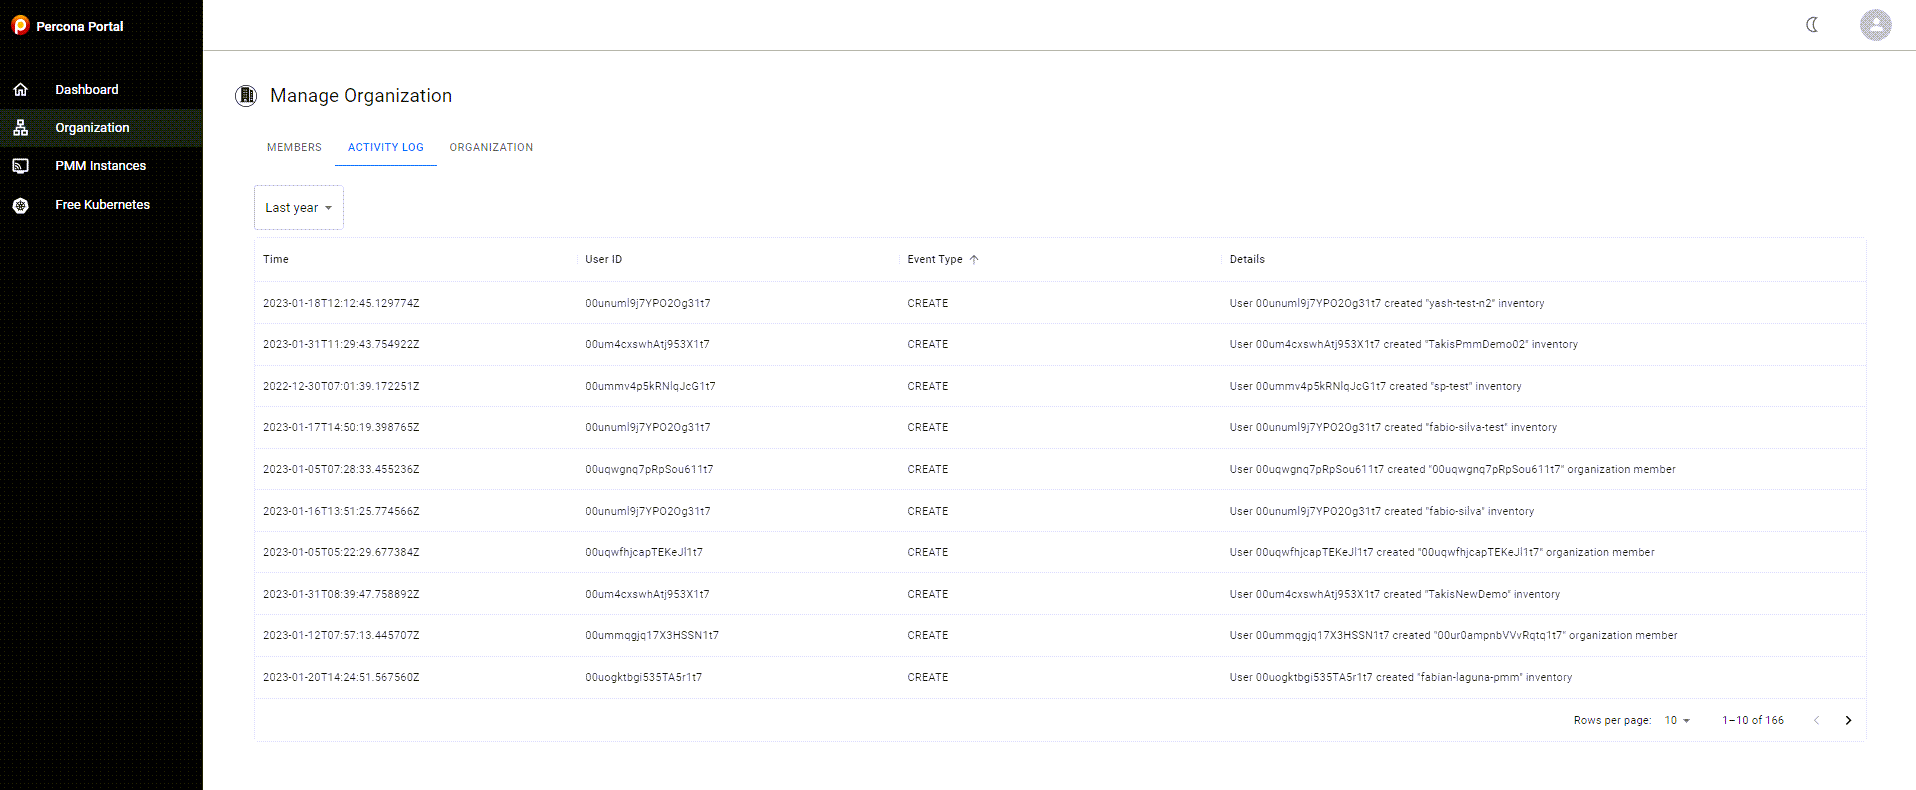 Percona Portal
Dashboard
Organization
PMM Instances
Free Kubernetes
Manage Organization
MEMBERS ACTIVITY LOG ORGANIZATION
Last year
Time User ID Event Type Details
2023-01-18T12:12:45.129774Z 00unuml9j7YPO2Og31t7 CREATE User 00unuml9j7YPO2Og31t7 created "yash-test-n2" inventory
2023-01-31T11:29:43.754922Z 00um4cxswhAtj953X1t7 CREATE User 00um4cxswhAtj953X1t7 created "TakisPmmDemo02" inventory
2022-12-30T07:01:39.172251Z 00ummv4p5kRNlqJcG1t7 CREATE User 00ummv4p5kRNlqJcG1t7 created "sp-test" inventory
2023-01-17T14:50:19.398765Z 00unuml9j7YPO2Og31t7 CREATE User 00unuml9j7YPO2Og31t7 created "fabio-silva-test" inventory
2023-01-05T07:28:33.455236Z 00uqwgnq7pRpSou611t7 CREATE User 00uqwgnq7pRpSou611t7 created "00uqwgnq7pRpSou611t7" organization member
2023-01-16T13:51:25.774566Z 00unuml9j7YPO2Og31t7 CREATE User 00unuml9j7YPO2Og31t7 created "fabio-silva" inventory
2023-01-05T05:22:29.677384Z 00uqwfhjcapTEKeJl1t7 CREATE User 00uqwfhjcapTEKeJl1t7 created "00uqwfhjcapTEKeJl1t7" organization member
2023-01-31T08:39:47.758892Z 00um4cxswhAtj953X1t7 CREATE User 00um4cxswhAtj953X1t7 created "TakisNewDemo" inventory
2023-01-12T07:57:13.445707Z 00ummqgjq17X3HSSN1t7 CREATE User 00ummqgjq17X3HSSN1t7 created "00ur0ampnbVVvRqtq1t7" organization member
2023-01-20T14:24:51.567560Z 00uogktbgi535TA5r1t7 CREATE User 00uogktbgi535TA5r1t7 created "fabian-laguna-pmm" inventory
Rows per page: 10 1–10 of 166